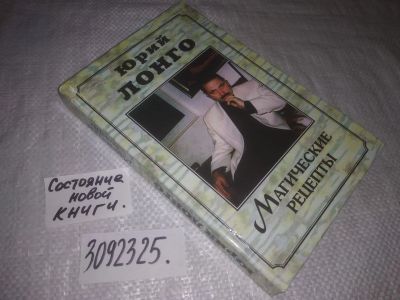 Юрий
ЛОНГО
МАГИЧЕСКИЕ
РЕЦЕПТЫ
Состояние
новой
книги.
3092325.